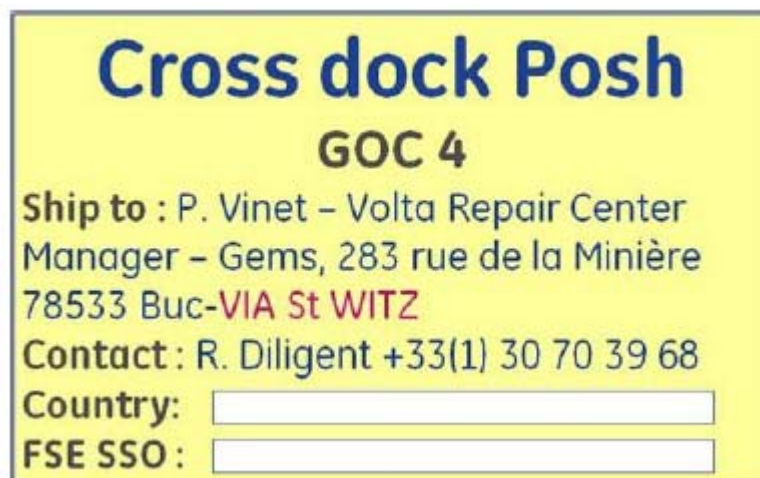 Cross dock Posh
GOC 4
Ship to : P. Vinet – Volta Repair Center
Manager – Gems, 283 rue de la Minière
78533 Buc-VIA St WITZ
Contact : R. Diligent +33(1) 30 70 39 68
Country:
FSE SSO :